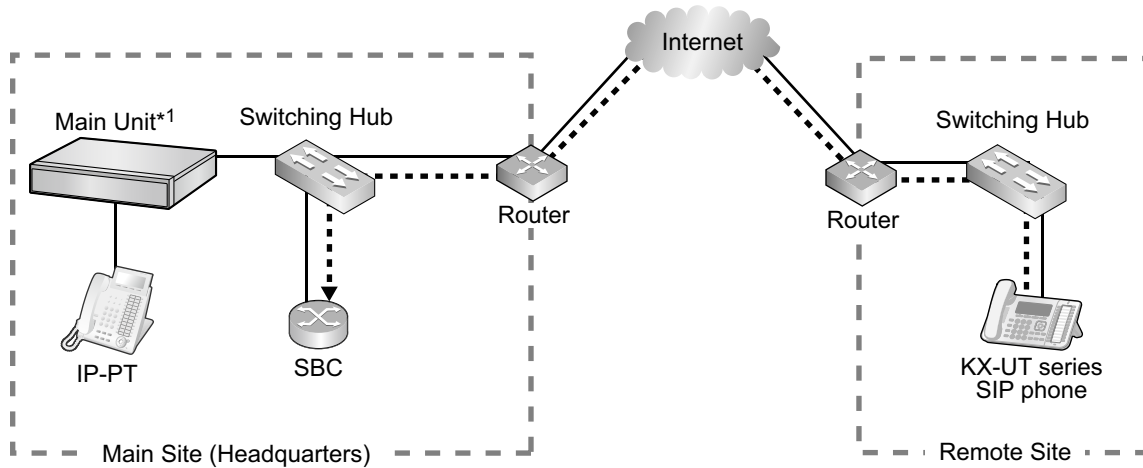 Internet
Main Unit*1
Switching Hub
Switching Hub
Router
Router
IP-PT
SBC
KX-UT series
SIP phone
Main Site (Headquarters)
Remote Site